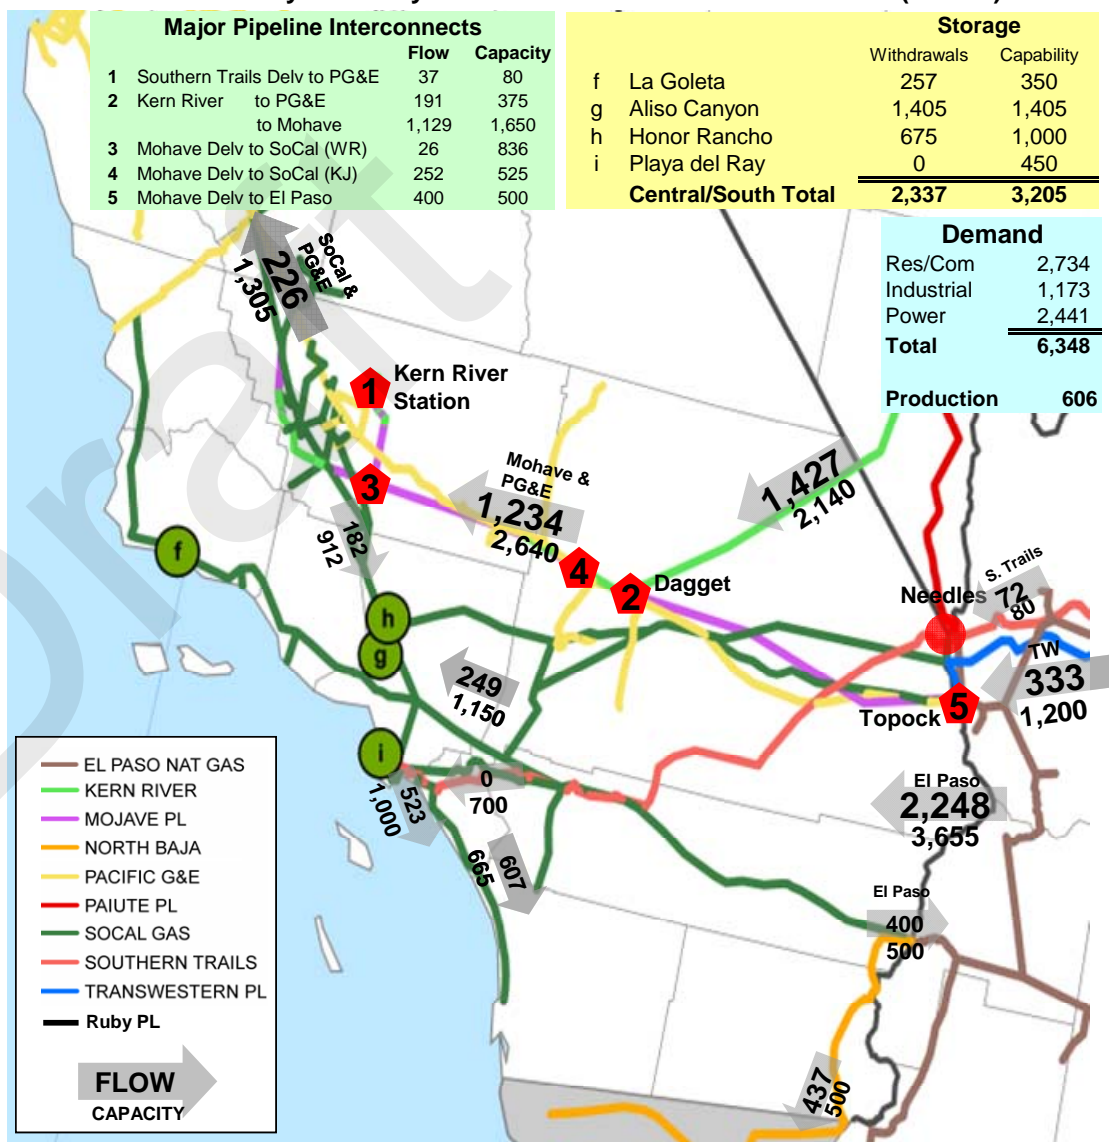 Major Pipeline Interconnects
Flow Capacity
1 Southern Trails Delv to PG&E 37 80
2 Kern River to PG&E 191 375
to Mohave 1,129 1,650
3 Mohave Delv to SoCal (WR) 26 836
4 Mohave Delv to SoCal (KJ) 252 525
5 Mohave Delv to El Paso 400 500
Storage
Withdrawals Capability
f La Goleta 257 350
g Aliso Canyon 1,405 1,405
h Honor Rancho 675 1,000
i Playa del Ray 0 450
Central/South Total 2,337 3,205
Demand
Res/Com 2,734
Industrial 1,173
Power 2,441
Total 6,348
Production 606
Draft
SoCal &
PG&E
226
1,305
1
Kern River
Station
3
Mohave &
PG&E
1,234
2,640
1,427
2,140
182
912
f
4
2
Dagget
Needles
S. Trails
72
80
h
g
TW
333
1,200
249
1,150
Topock
5
i
0
700
523
1,000
El Paso
2,248
3,655
665
607
El Paso
400
500
437
500
EL PASO NAT GAS
KERN RIVER
MOJAVE PL
NORTH BAJA
PACIFIC G&E
PAIUTE PL
SOCAL GAS
SOUTHERN TRAILS
TRANSWESTERN PL
Ruby PL
FLOW
CAPACITY